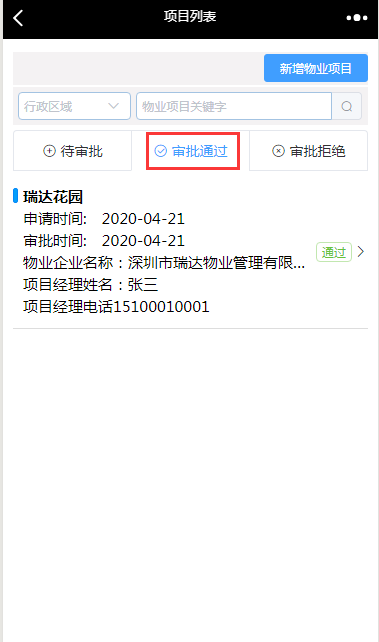 项目列表
新增物业项目
行政区域
物业项目关键字
待审批
审批通过
审批拒绝
瑞达花园
申请时间: 2020-04-21
审批时间: 2020-04-21
物业企业名称：深圳市瑞达物业管理有限...
通过
项目经理姓名：张三
项目经理电话15100010001